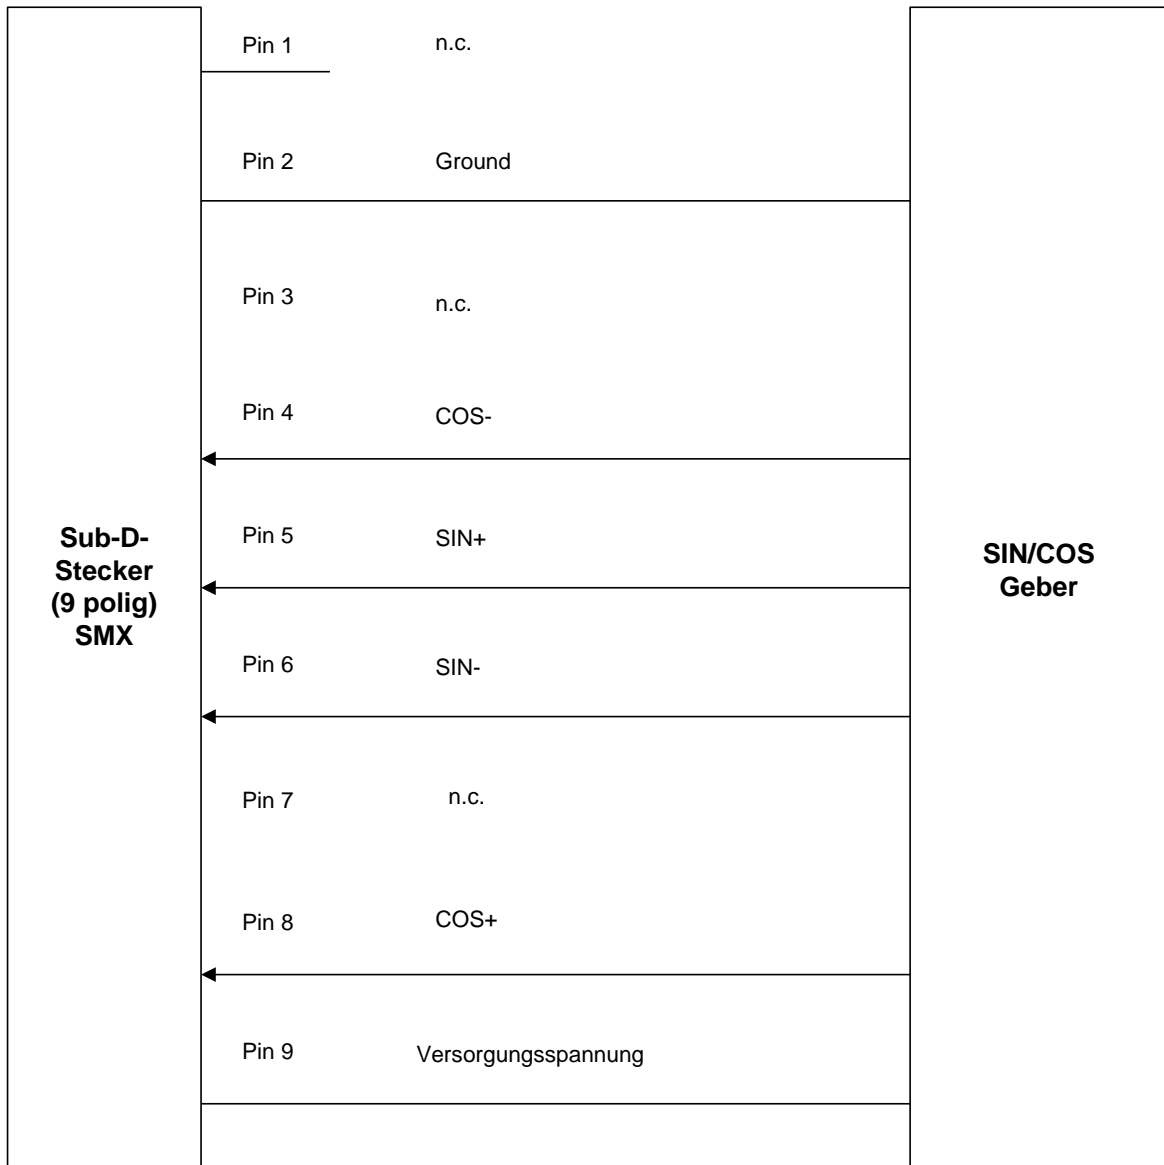 Pin 1 n.c.
Pin 2 Ground
Pin 3 n.c.
Pin 4 COS-
Pin 5 SIN+
Pin 6 SIN-
Pin 7 n.c.
Pin 8 COS+
Pin 9 Versorgungsspannung
Sub-D-
Stecker
(9 polig)
SMX
SIN/COS
Geber